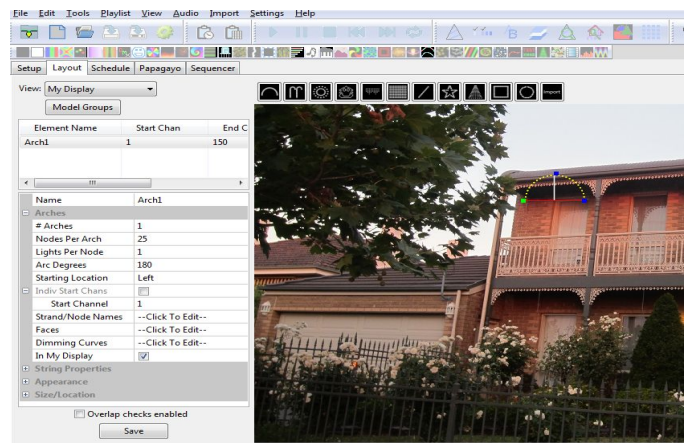 File Edit Tools Playlist View Audio Import Settings Help
Setup Layout Schedule Papagayo Sequencer
View: My Display
Model Groups
Element Name Start Chan End C
Arch1 1 150
Name Arch1
Arches
# Arches 1
Nodes Per Arch 25
Lights Per Node 1
Arc Degrees 180
Starting Location Left
Indiv Start Chans
Start Channel 1
Strand/Node Names --Click To Edit--
Faces --Click To Edit--
Dimming Curves --Click To Edit--
In My Display
String Properties
Appearance
Size/Location
Overlap checks enabled
Save